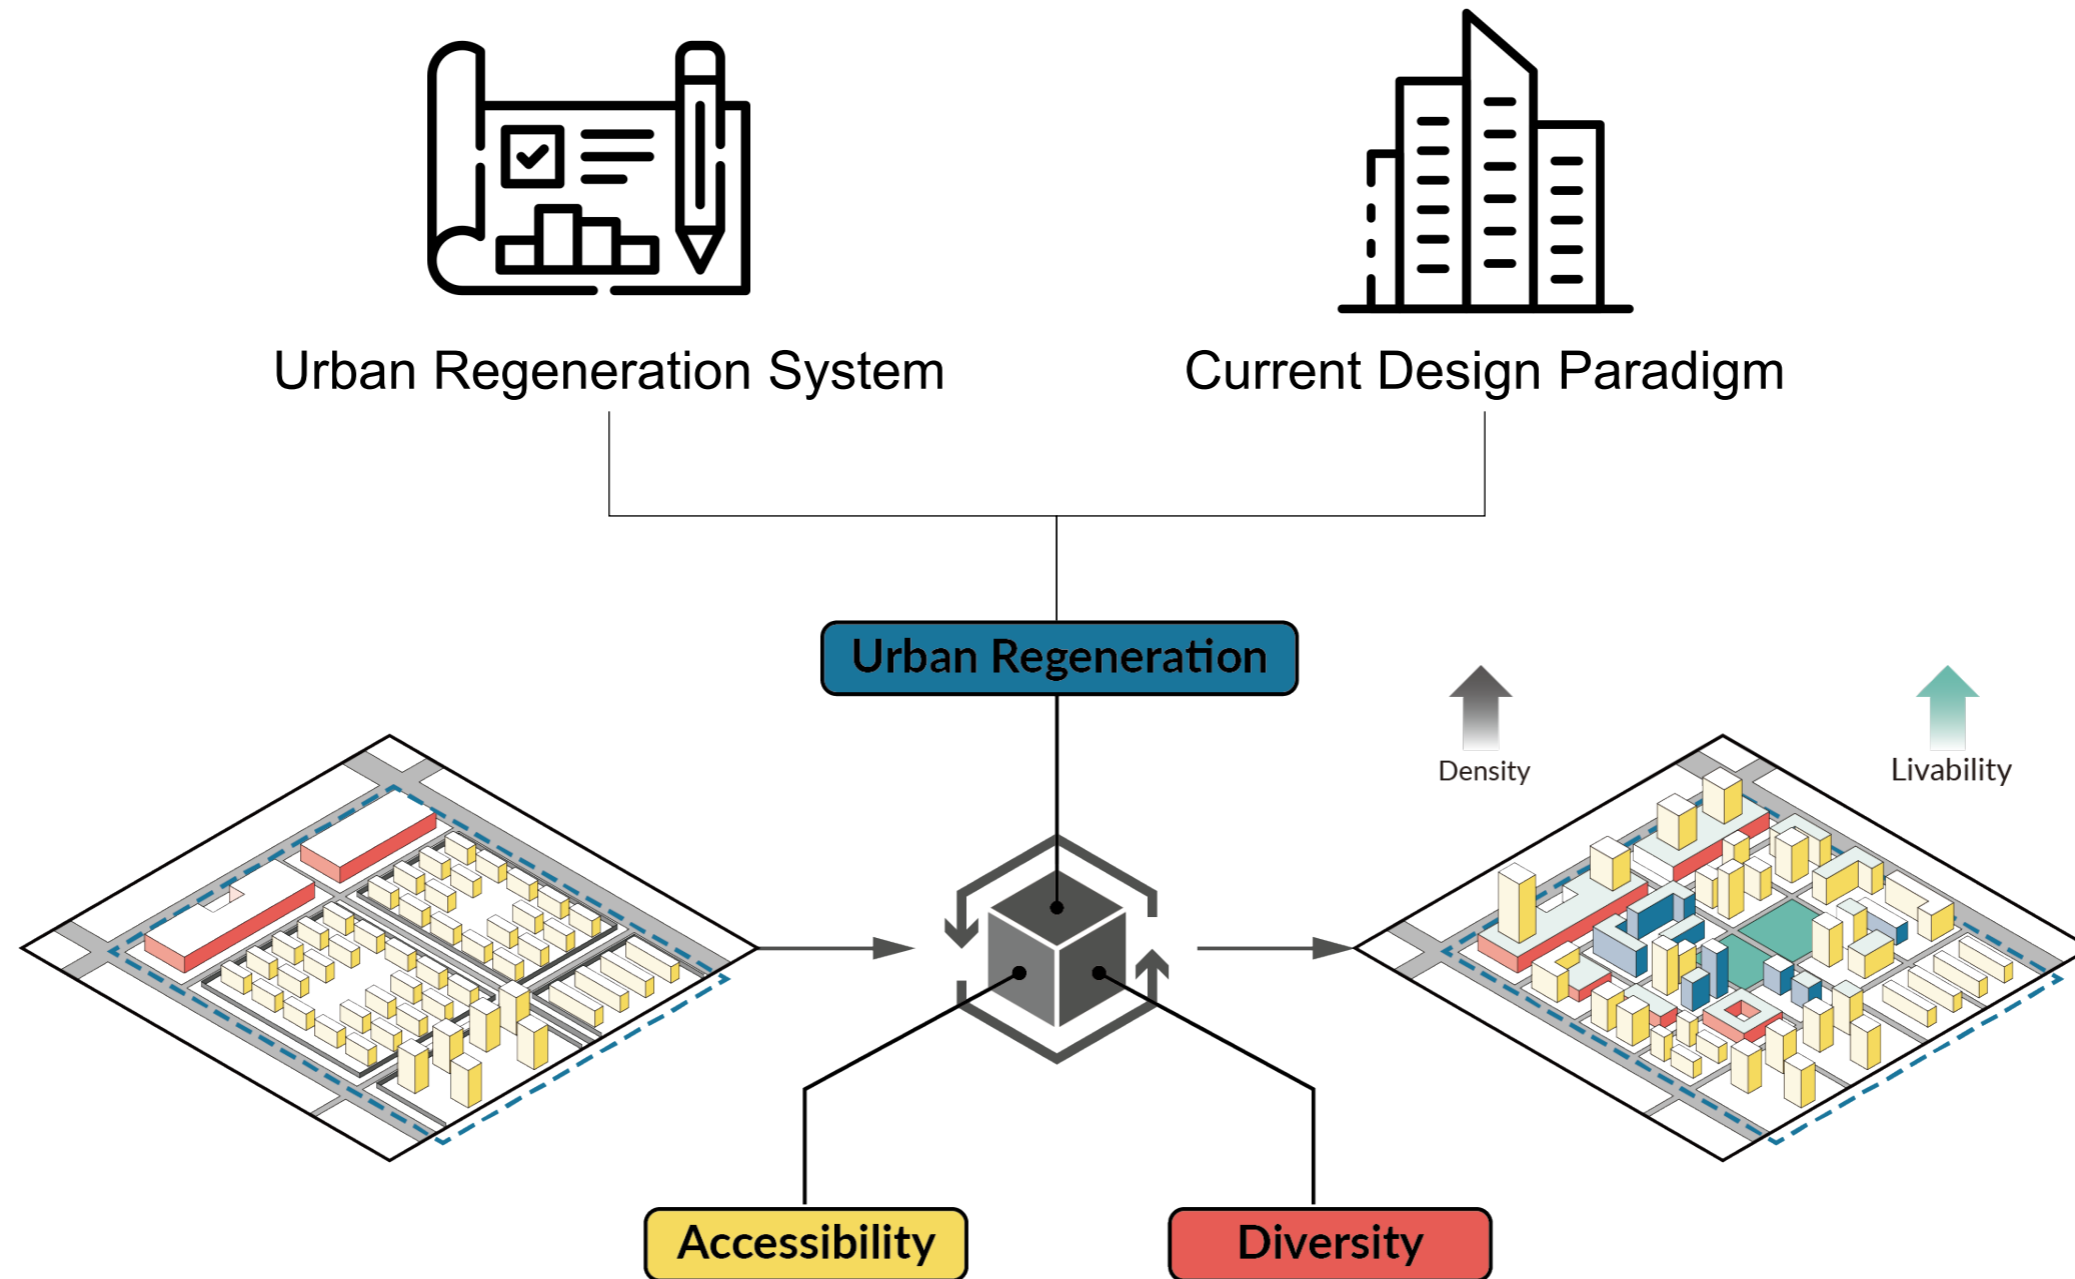 Urban Regeneration System
Current Design Paradigm
Urban Regeneration
Density
Livability
Accessibility
Diversity